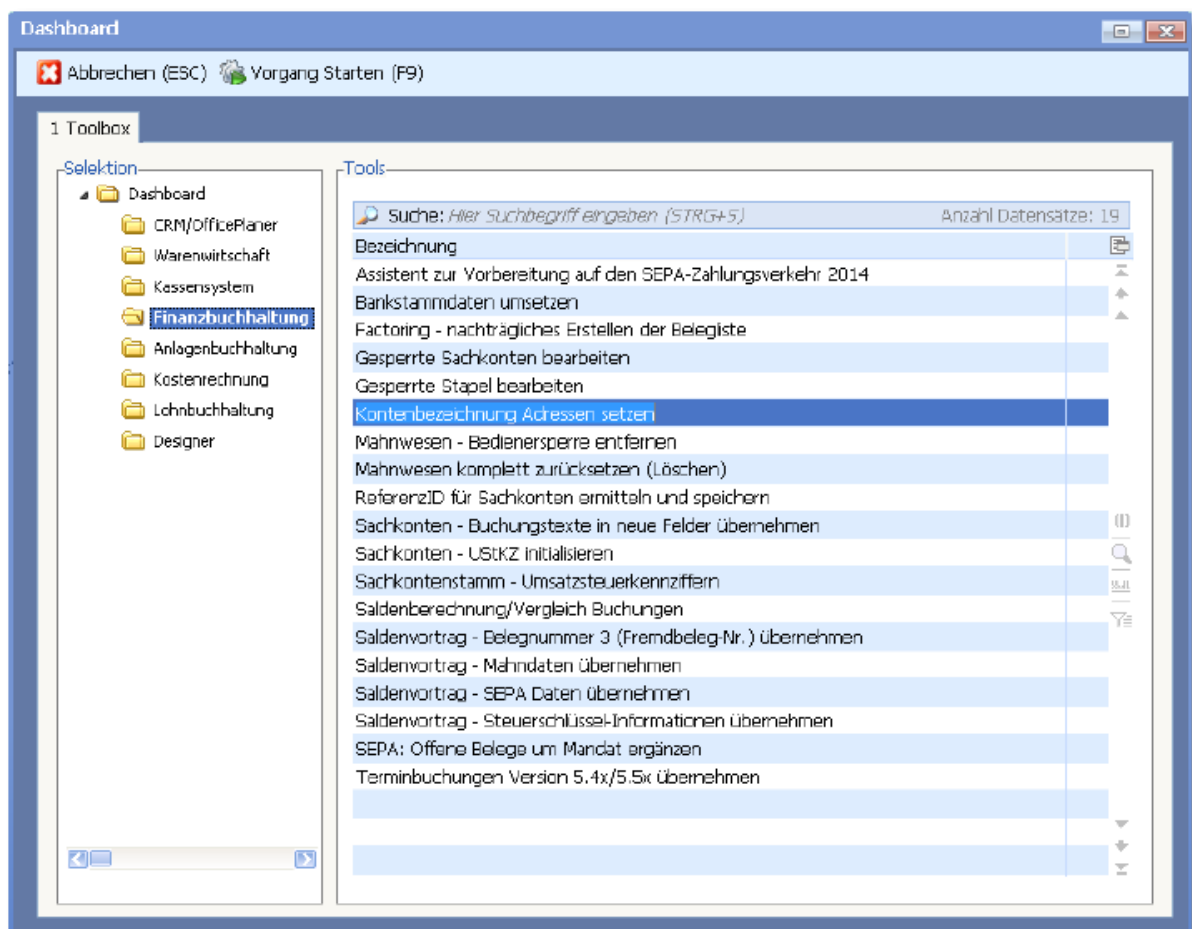 Dashboard
Abbrechen (ESC) Vorgang Starten (F9)
1 Toolbox
Selektion
Dashboard
CRM/OfficePlaner
Warenwirtschaft
Kassensystem
Finanzbuchhaltung
Anlagenbuchhaltung
Kostenrechnung
Lohnbuchhaltung
Designer
Tools
Suche: Hier Suchbegriff eingeben (STRG+S) Anzahl Datensätze: 19
Bezeichnung
Assistent zur Vorbereitung auf den SEPA-Zahlungsverkehr 2014
Bankstammdaten umsetzen
Factoring - nachträgliches Erstellen der Belegliste
Gesperrte Sachkonten bearbeiten
Gesperrte Stapel bearbeiten
Kontenbezeichnung Adressen setzen
Mahnwesen - Bedienersperre entfernen
Mahnwesen komplett zurücksetzen (Löschen)
ReferenzID für Sachkonten ermitteln und speichern
Sachkonten - Buchungstexte in neue Felder übernehmen
Sachkonten - UStKZ initialisieren
Sachkontenstamm - Umsatzsteuerkennziffern
Saldenberechnung/Vergleich Buchungen
Saldenvortrag - Belegnummer 3 (Fremdbeleg-Nr.) übernehmen
Saldenvortrag - Mahndaten übernehmen
Saldenvortrag - SEPA Daten übernehmen
Saldenvortrag - Steuerschlüssel-Informationen übernehmen
SEPA: Offene Belege um Mandat ergänzen
Terminbuchungen Version 5.4x/5.5x übernehmen